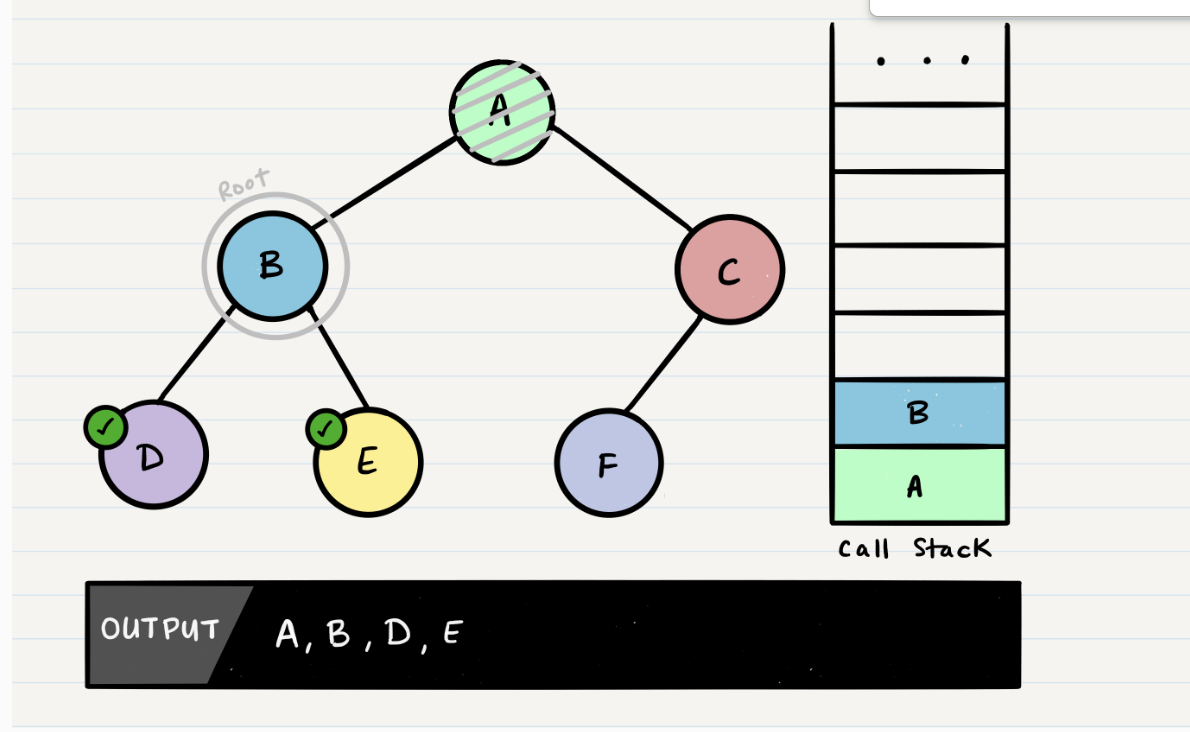 A
Root
B
C
D
E
F
. . .
B
A
Call Stack
OUTPUT
A, B, D, E